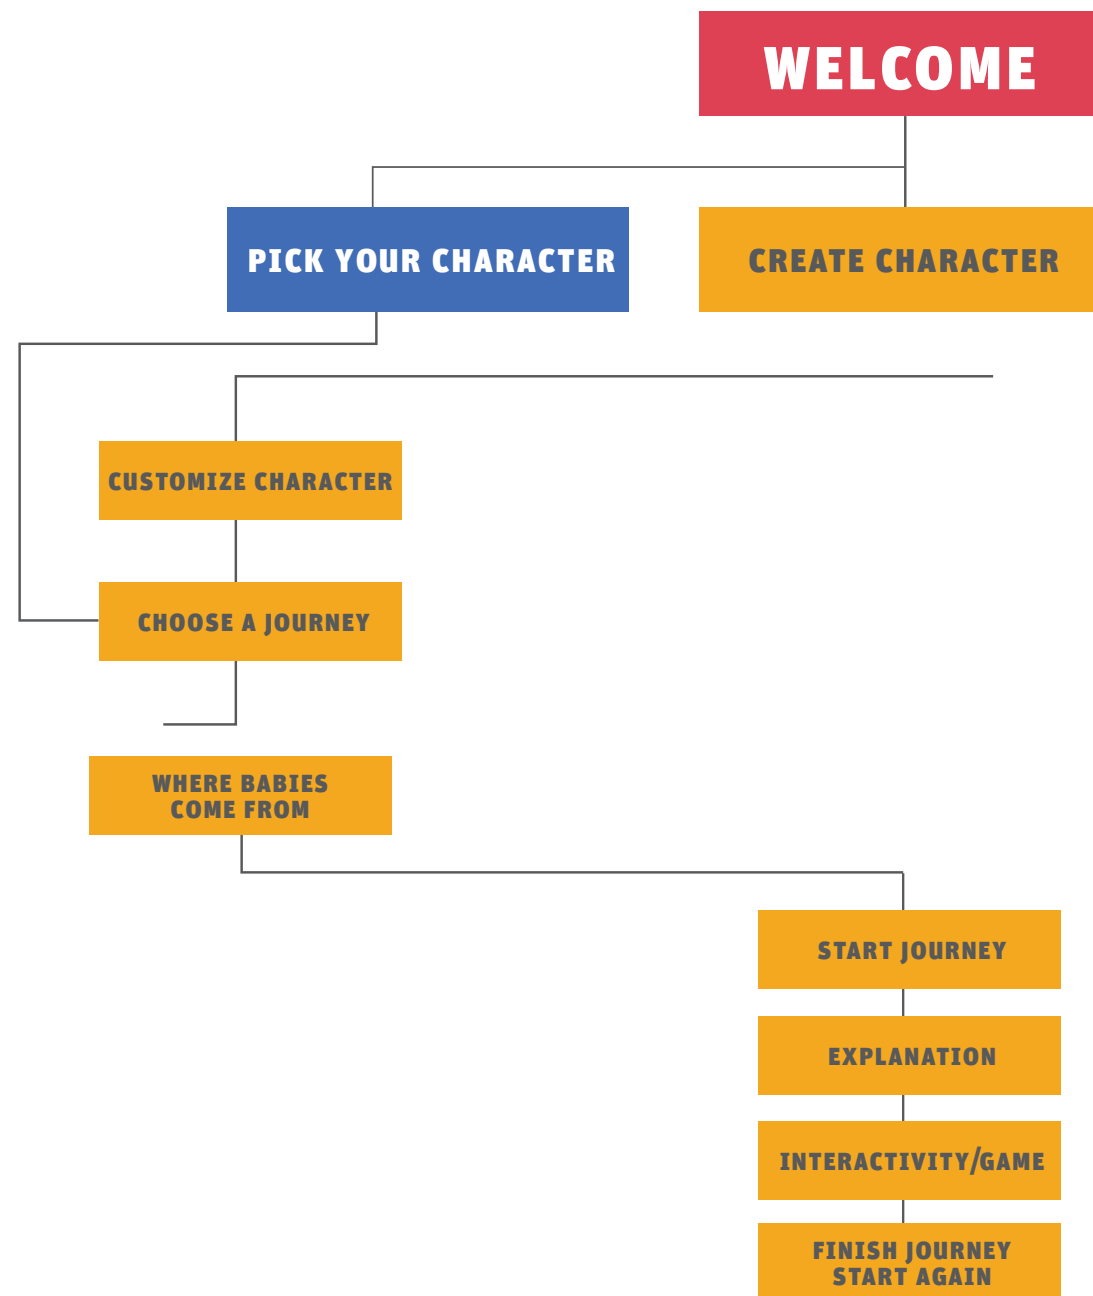 WELCOME
PICK YOUR CHARACTER
CREATE CHARACTER
CUSTOMIZE CHARACTER
CHOOSE A JOURNEY
WHERE BABIES
COME FROM
START JOURNEY
EXPLANATION
INTERACTIVITY/GAME
FINISH JOURNEY
START AGAIN